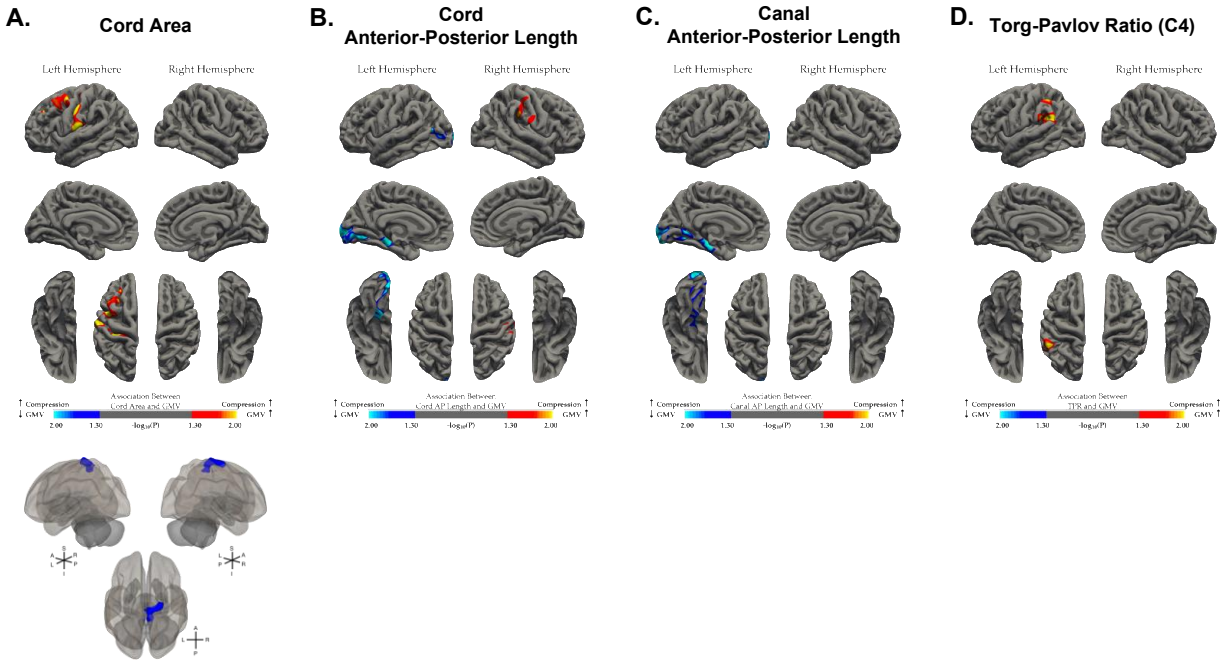 A.
Cord Area
Left Hemisphere Right Hemisphere
Association Between
Cord Area and GMV
↑ Compression
↓ GMV
Compression ↑
GMV ↑
2.00 1.30 -log₁₀(P) 1.30 2.00
S
A R
L P
I
S
L A
P R
I
A
L R
P
B.
Cord
Anterior-Posterior Length
Left Hemisphere Right Hemisphere
Association Between
Cord AP Length and GMV
↑ Compression
↓ GMV
Compression ↑
GMV ↑
2.00 1.30 -log₁₀(P) 1.30 2.00
C.
Canal
Anterior-Posterior Length
Left Hemisphere Right Hemisphere
Association Between
Canal AP Length and GMV
↑ Compression
↓ GMV
Compression ↑
GMV ↑
2.00 1.30 -log₁₀(P) 1.30 2.00
D.
Torg-Pavlov Ratio (C4)
Left Hemisphere Right Hemisphere
Association Between
TPR and GMV
↑ Compression
↓ GMV
Compression ↑
GMV ↑
2.00 1.30 -log₁₀(P) 1.30 2.00